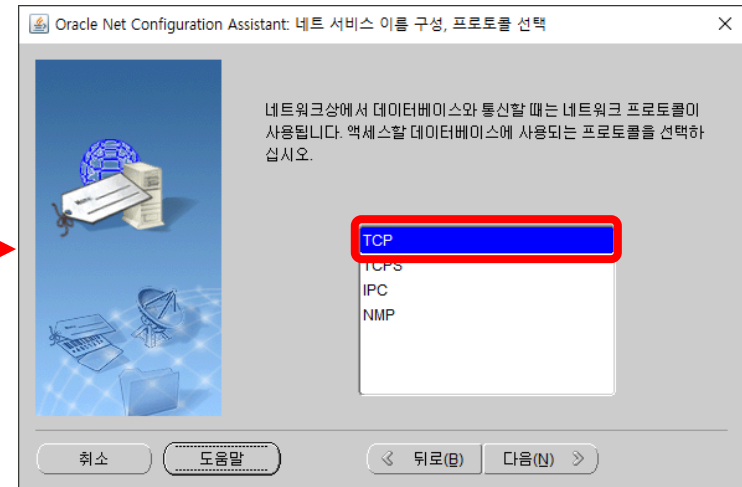 Oracle Net Configuration Assistant: 네트 서비스 이름 구성, 프로토콜 선택
네트워크상에서 데이터베이스와 통신할 때는 네트워크 프로토콜이
사용됩니다. 액세스할 데이터베이스에 사용되는 프로토콜을 선택하
십시오.
TCP
TCPS
IPC
NMP
취소
도움말
뒤로(B)
다음(N)